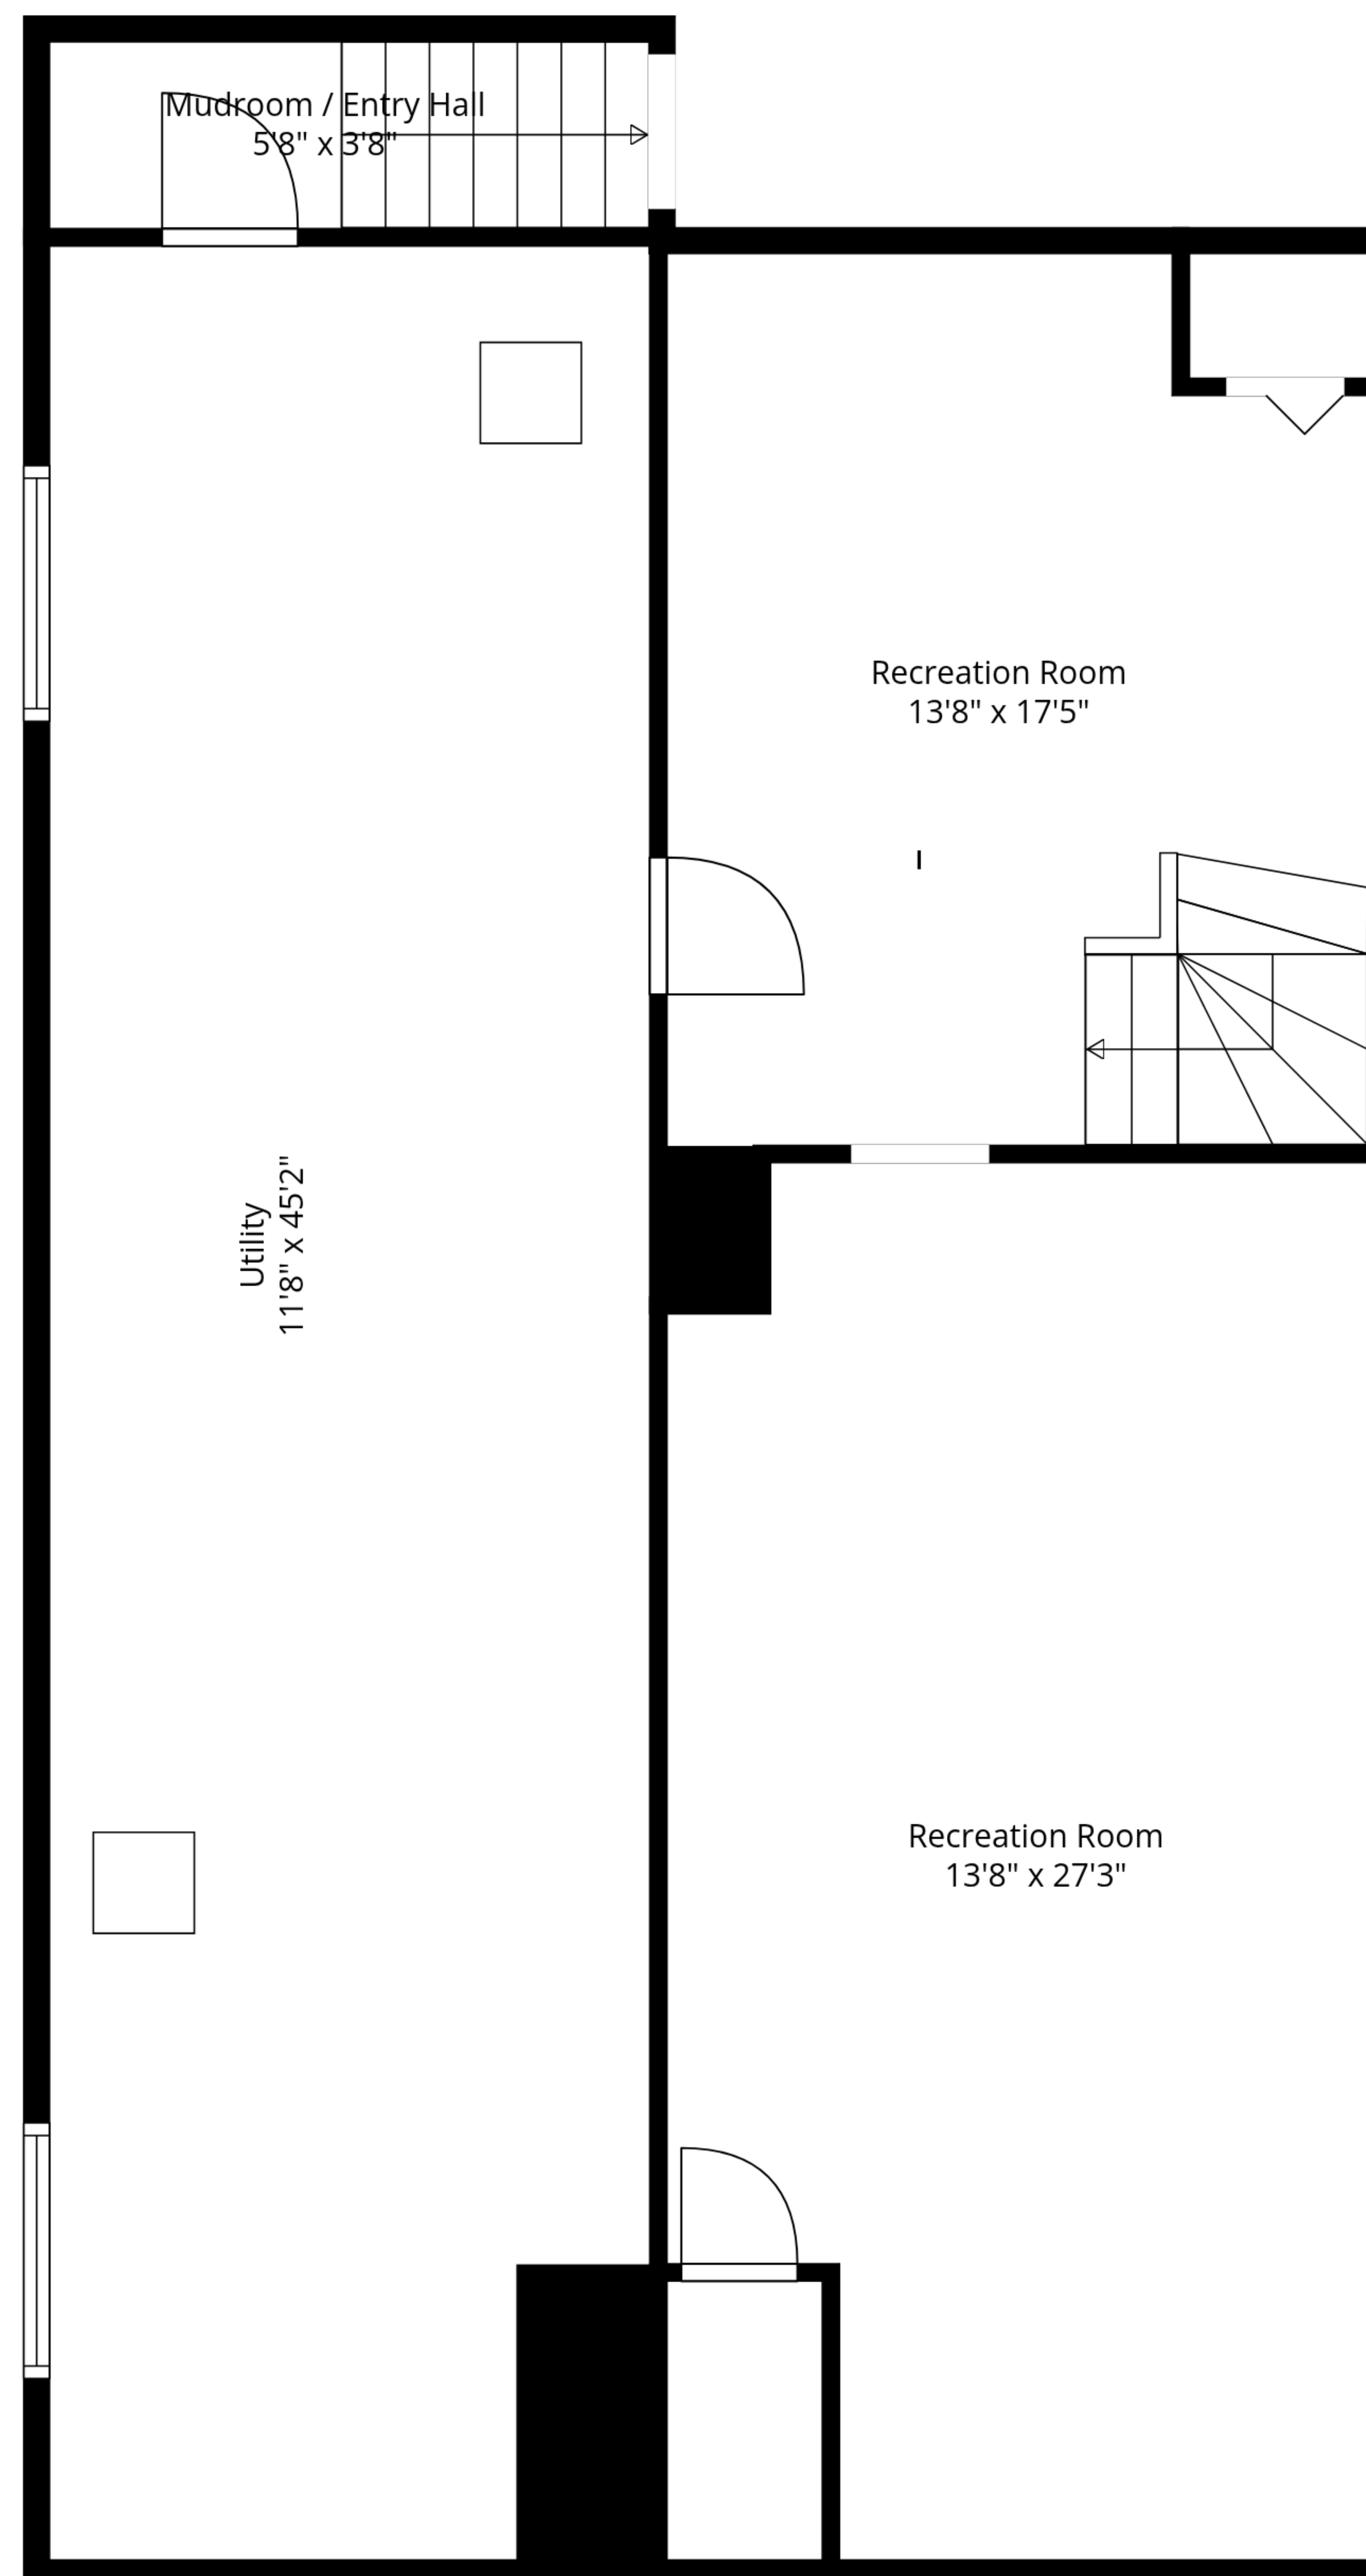 Mudroom / Entry Hall
5'8" x 3'8"
Recreation Room
13'8" x 17'5"
Utility
11'8" x 45'2"
Recreation Room
13'8" x 27'3"